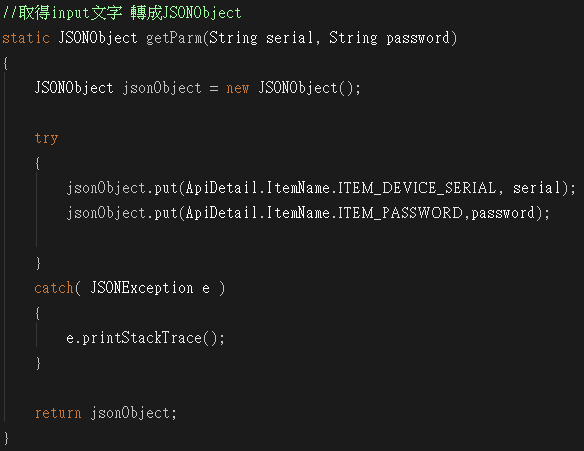 //取得input文字 轉成JSONObject
static JSONObject getParm(String serial, String password)
{
JSONObject jsonObject = new JSONObject();
try
{
jsonObject.put(ApiDetail.ItemName.ITEM_DEVICE_SERIAL, serial);
jsonObject.put(ApiDetail.ItemName.ITEM_PASSWORD,password);
}
catch( JSONException e )
{
e.printStackTrace();
}
return jsonObject;
}